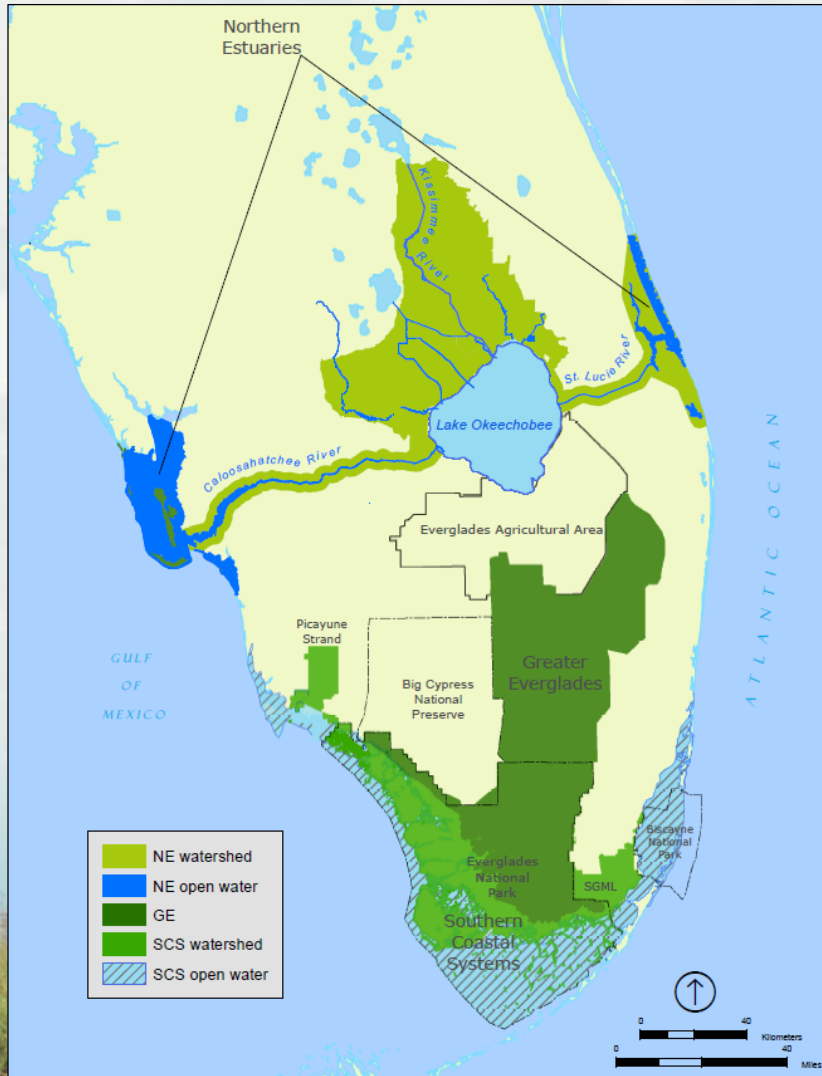 Northern
Estuaries
Kissimmee
River
St. Lucie River
Lake Okeechobee
Caloosahatchee River
Everglades Agricultural Area
ATLANTIC OCEAN
Picayune
Strand
GULF
OF
MEXICO
Big Cypress
National
Preserve
Greater
Everglades
Biscayne
National
Park
Everglades
National
Park
SGML
Southern
Coastal
Systems
NE watershed
NE open water
GE
SCS watershed
SCS open water
0 40
Kilometers
0 40
Miles